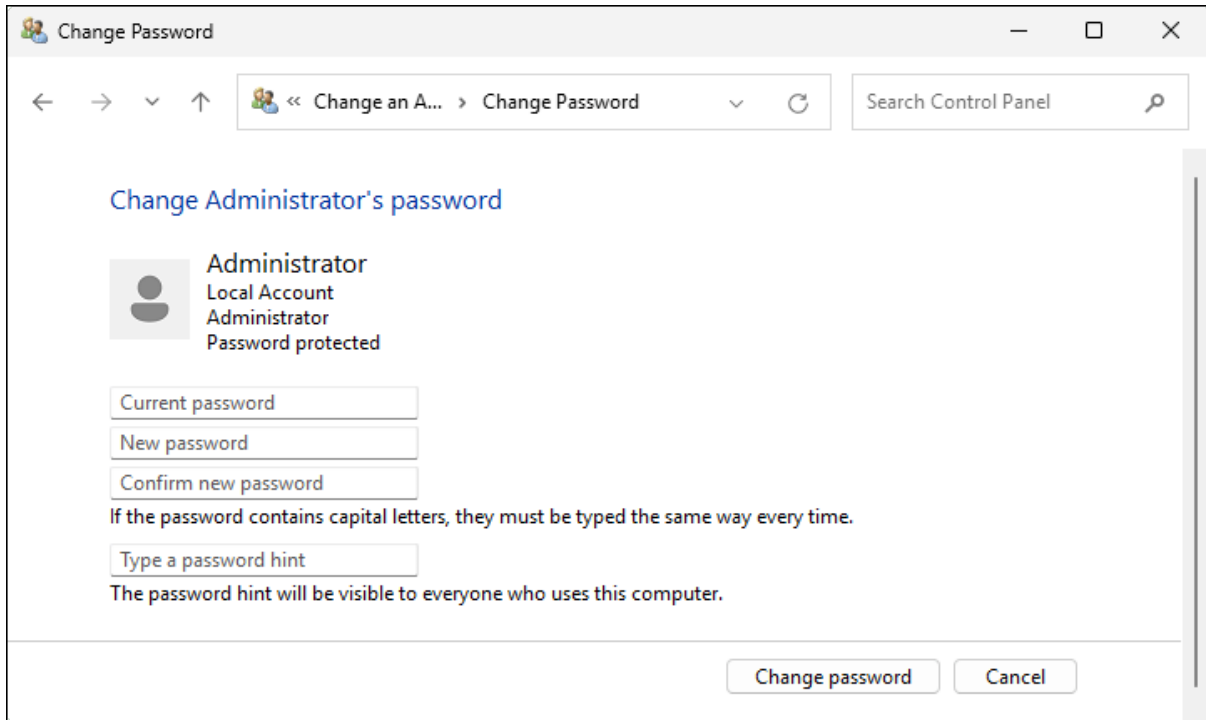 Change Password
« Change an A... › Change Password
Search Control Panel
Change Administrator's password
Administrator
Local Account
Administrator
Password protected
Current password
New password
Confirm new password
If the password contains capital letters, they must be typed the same way every time.
Type a password hint
The password hint will be visible to everyone who uses this computer.
Change password
Cancel